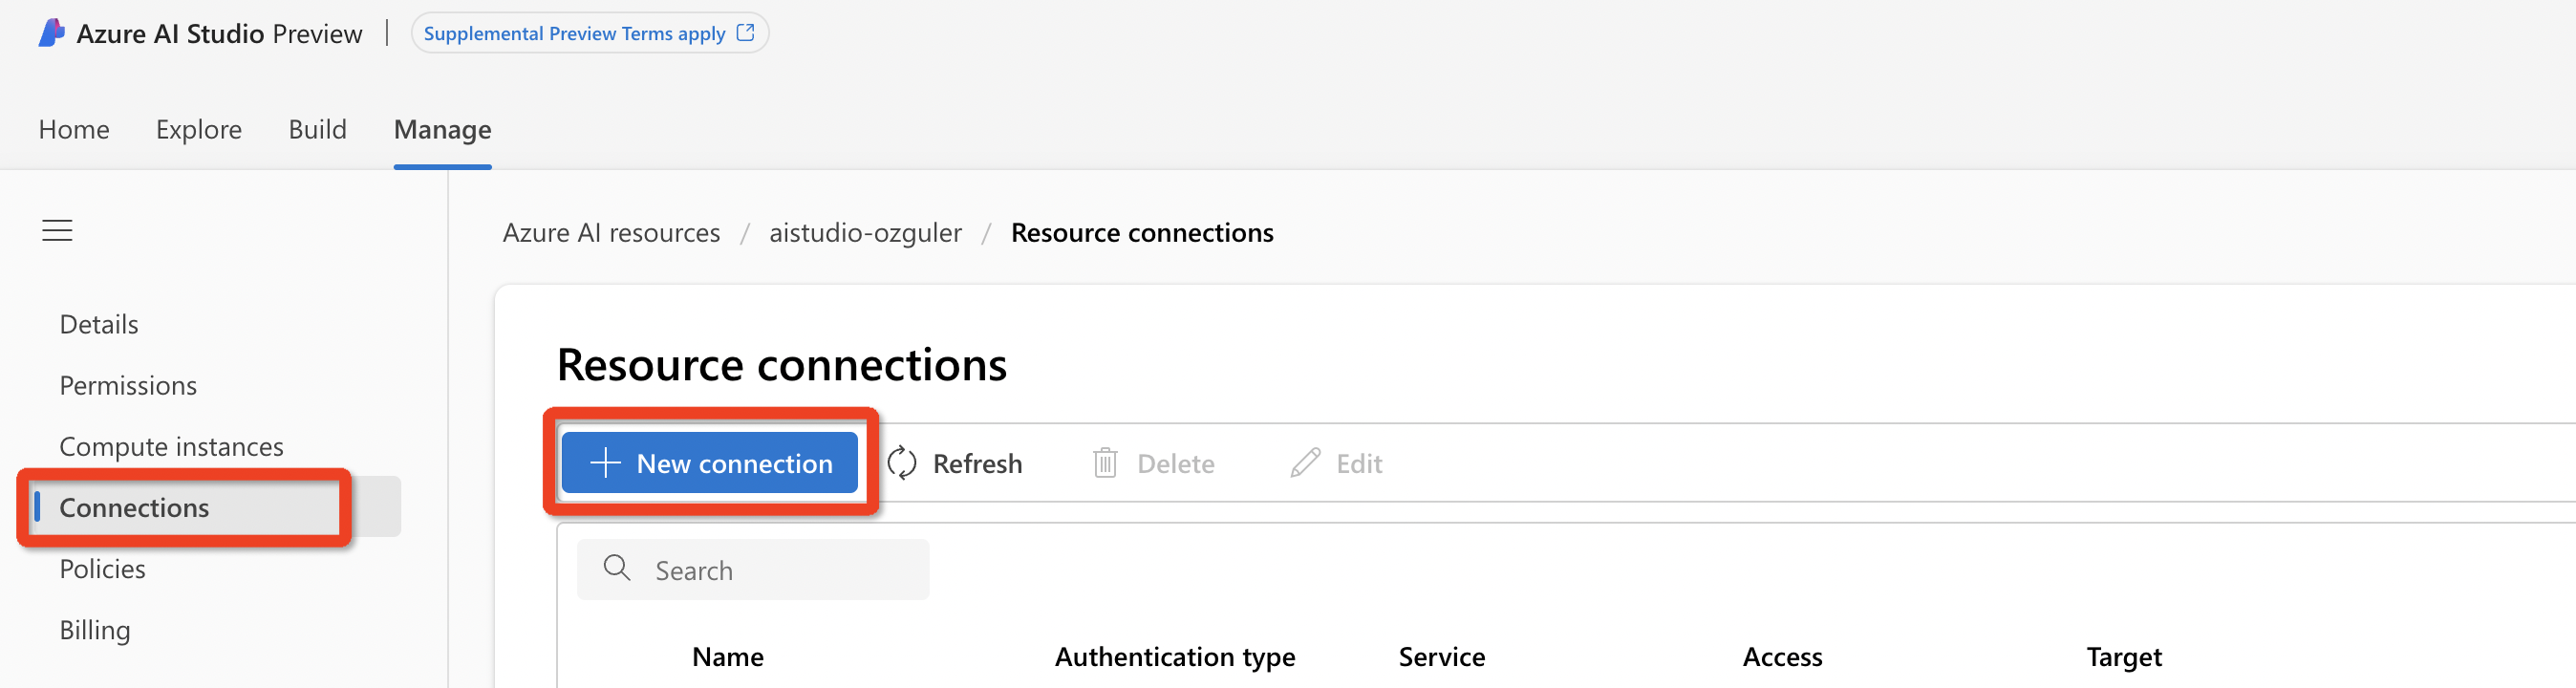 Azure AI Studio Preview | Supplemental Preview Terms apply
Home Explore Build Manage
Azure AI resources / aistudio-ozguler / Resource connections
Details
Permissions
Compute instances
Connections
Policies
Billing
Resource connections
New connection Refresh Delete Edit
Search
Name Authentication type Service Access Target